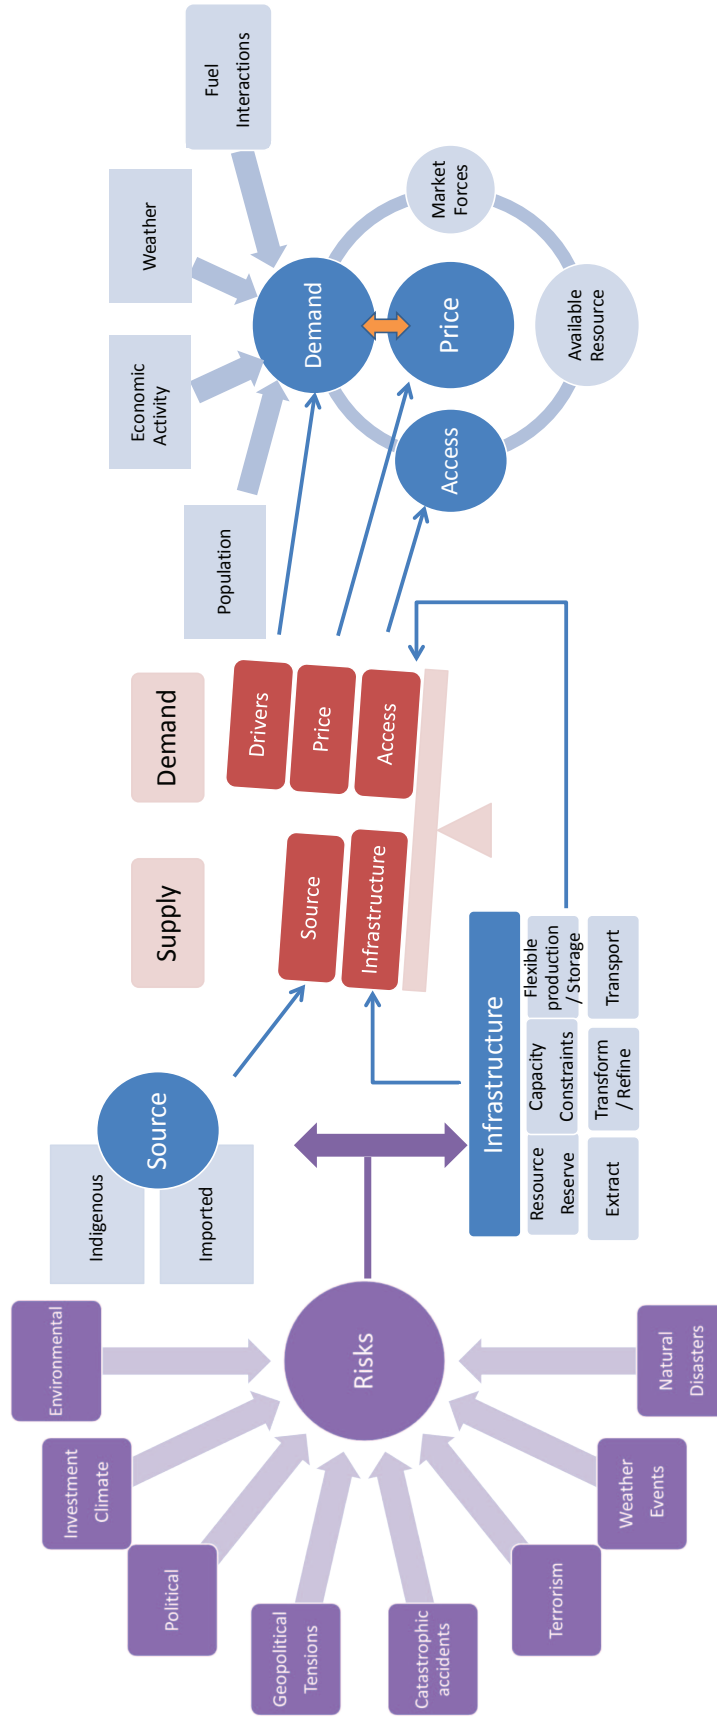 Environmental
Investment
Climate
Political
Geopolitical
Tensions
Catastrophic
accidents
Terrorism
Weather
Events
Natural
Disasters
Risks
Indigenous
Imported
Source
Infrastructure
Resource
Reserve
Capacity
Constraints
Flexible
production
/ Storage
Extract
Transform
/ Refine
Transport
Supply
Demand
Source
Infrastructure
Drivers
Price
Access
Population
Economic
Activity
Weather
Fuel
Interactions
Demand
Price
Access
Market
Forces
Available
Resource